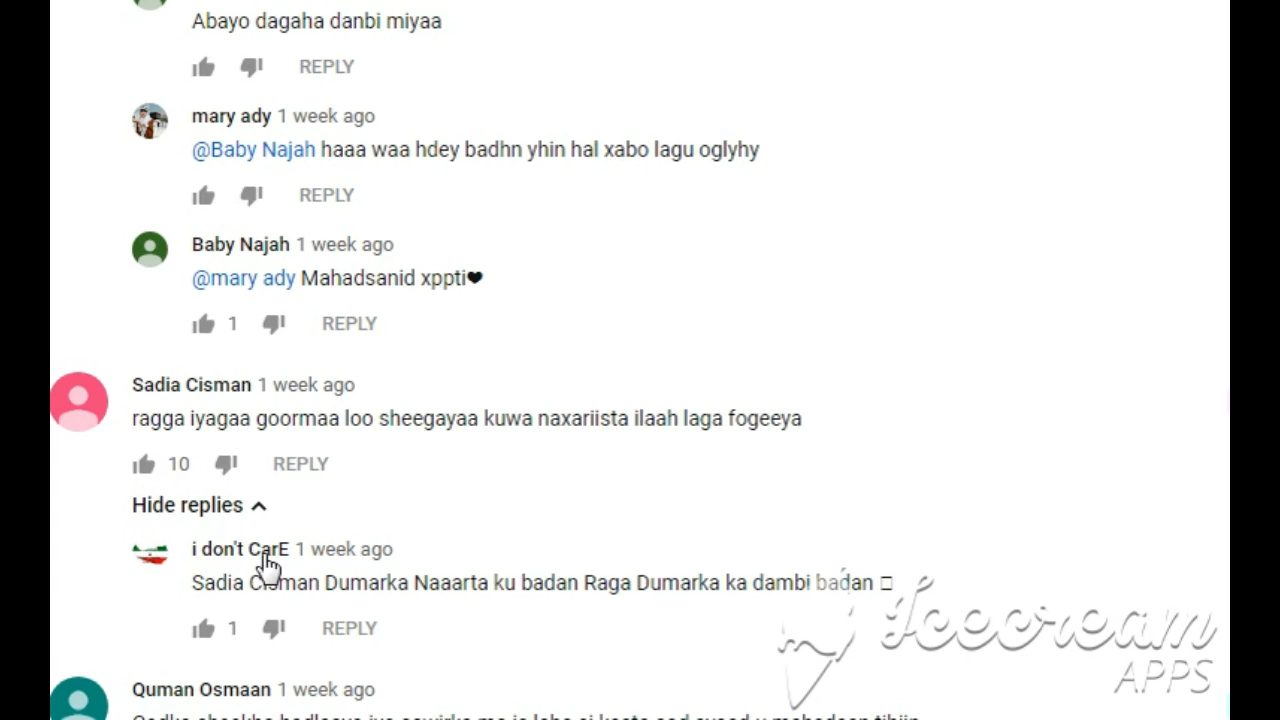 Abayo dagaha danbi miyaa
REPLY
mary ady 1 week ago
@Baby Najah haaa waa hdey badhn yhin hal xabo lagu oglyhy
REPLY
Baby Najah 1 week ago
@mary ady Mahadsanid xppti❤
1 REPLY
Sadia Cisman 1 week ago
ragga iyagaa goormaa loo sheegayaa kuwa naxariista ilaah laga fogeeya
10 REPLY
Hide replies
i don't CarE 1 week ago
Sadia Cisman Dumarka Naaarta ku badan Raga Dumarka ka dambi badan
1 REPLY
Icecream
APPS
Quman Osmaan 1 week ago